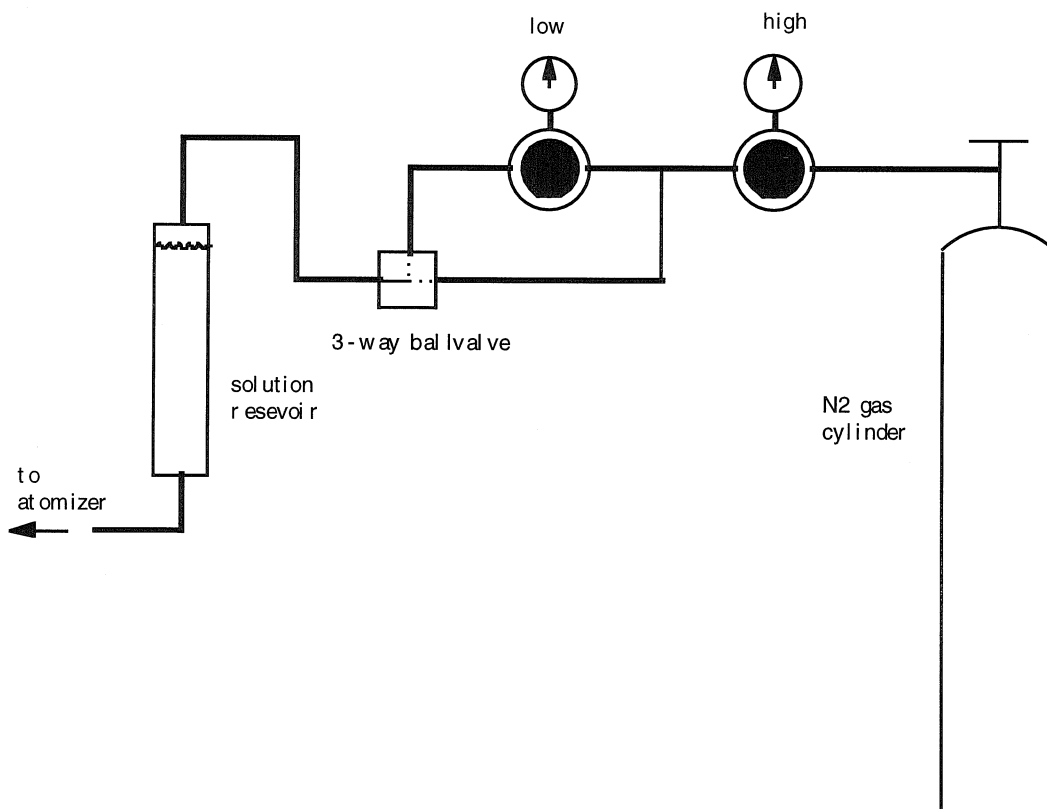 low
high
3-way ballvalve
solution
resevoir
N2 gas
cylinder
to
atomizer